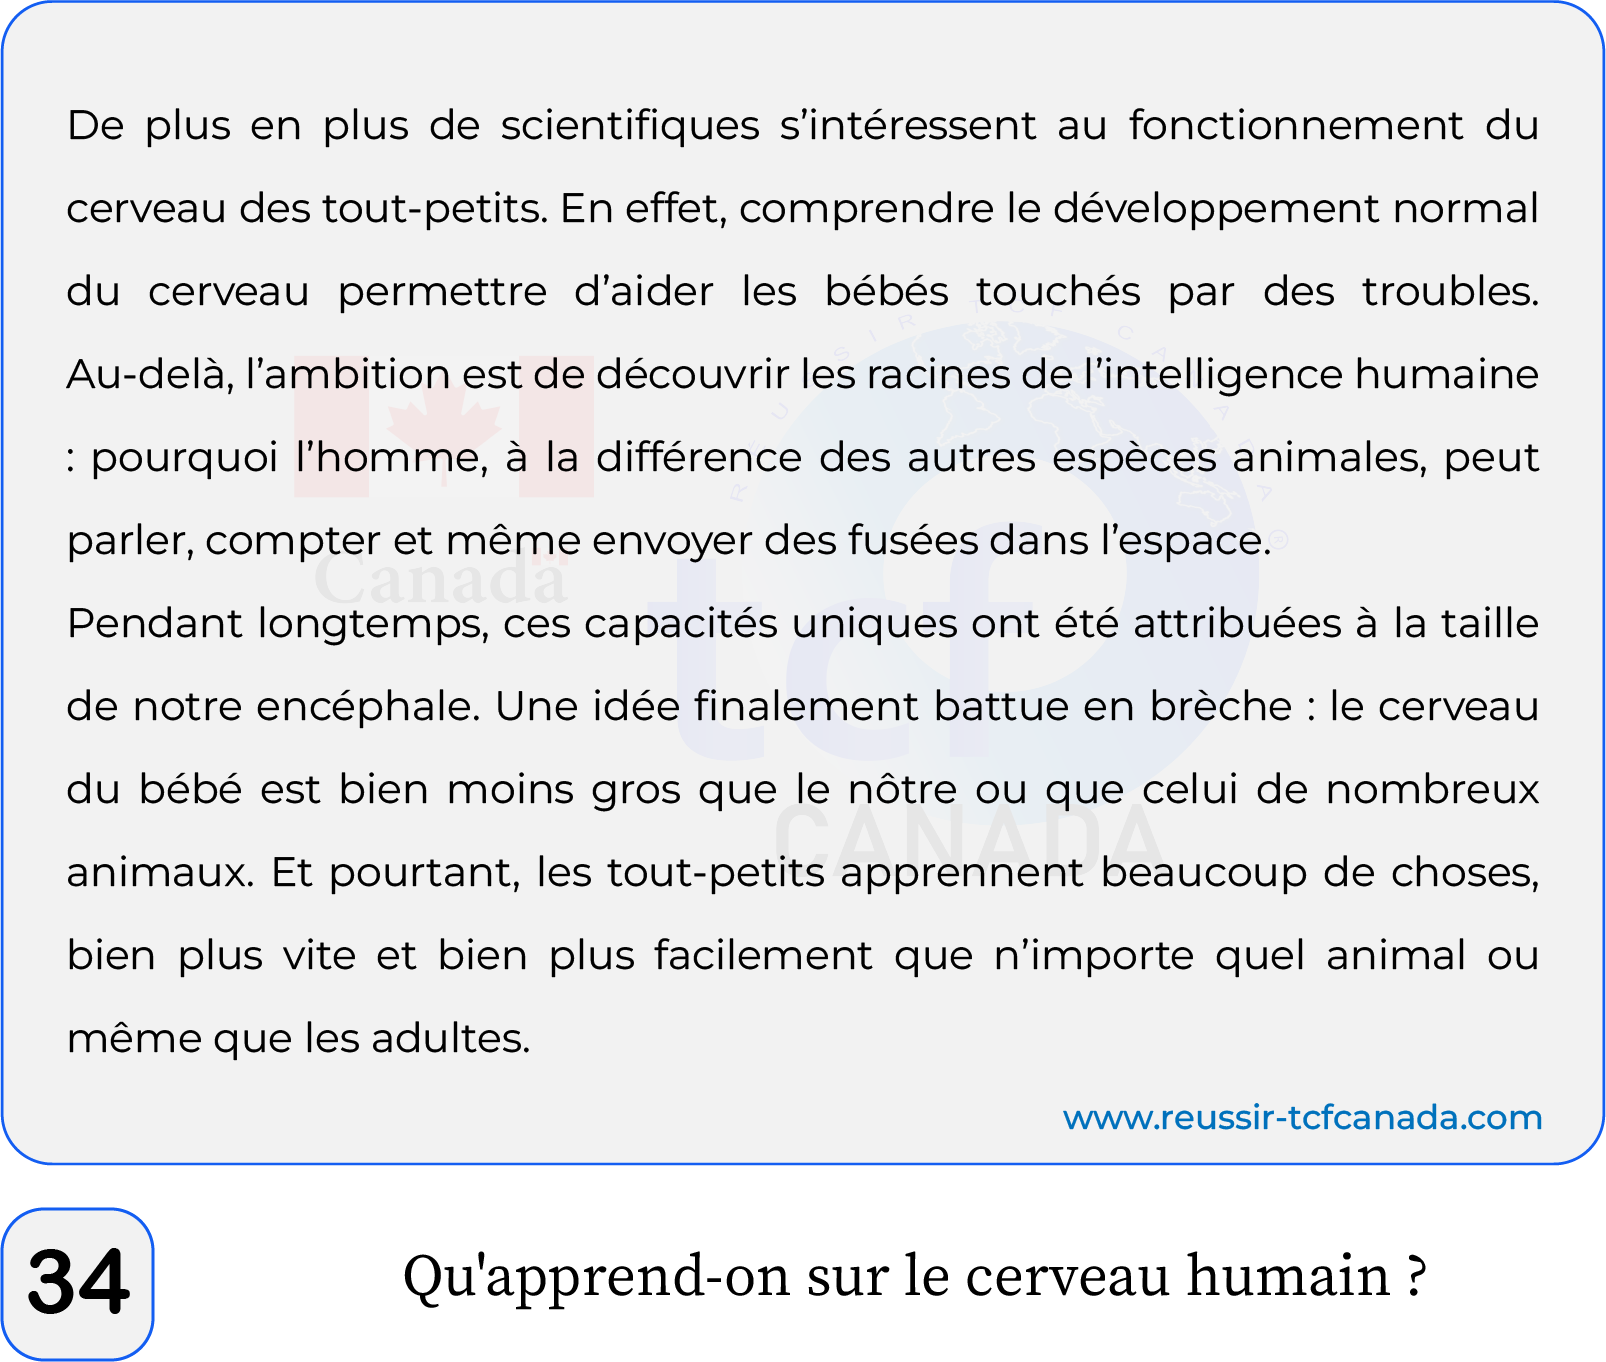 De plus en plus de scientifiques s’intéressent au fonctionnement du
cerveau des tout-petits. En effet, comprendre le développement normal
du cerveau permettre d’aider les bébés touchés par des troubles.
Au-delà, l’ambition est de découvrir les racines de l’intelligence humaine
: pourquoi l’homme, à la différence des autres espèces animales, peut
parler, compter et même envoyer des fusées dans l’espace.
Pendant longtemps, ces capacités uniques ont été attribuées à la taille
de notre encéphale. Une idée finalement battue en brèche : le cerveau
du bébé est bien moins gros que le nôtre ou que celui de nombreux
animaux. Et pourtant, les tout-petits apprennent beaucoup de choses,
bien plus vite et bien plus facilement que n’importe quel animal ou
même que les adultes.
RÉUSSIR TCF CANADA ®
Canada
tcf
CANADA
www.reussir-tcfcanada.com
34
Qu'apprend-on sur le cerveau humain ?